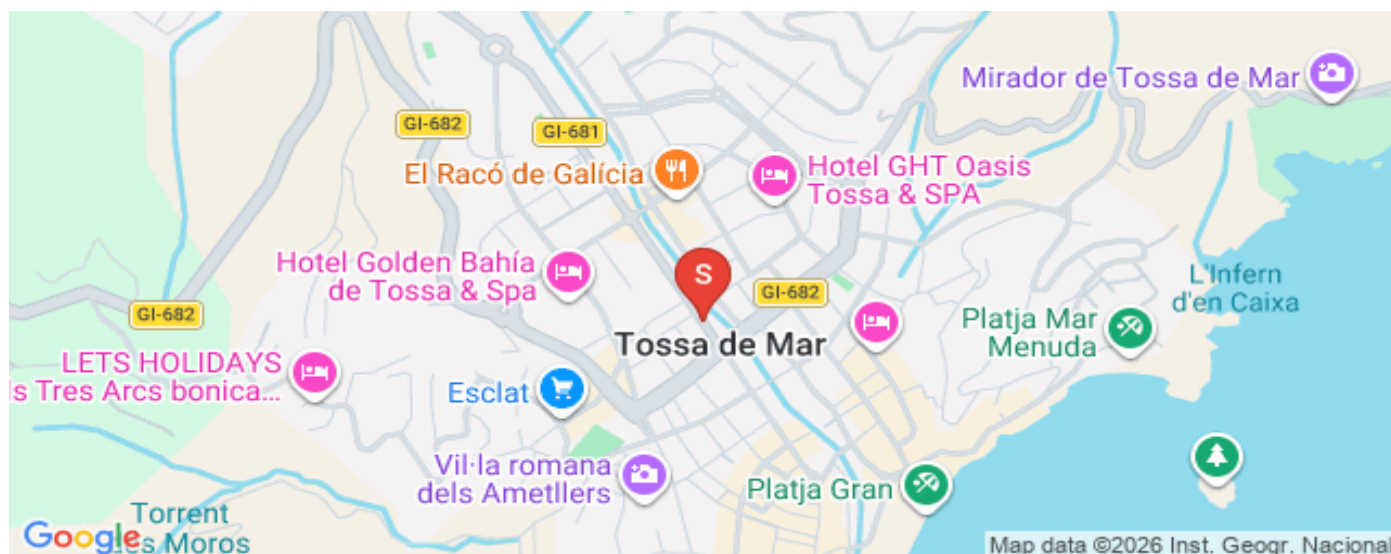 Mirador de Tossa de Mar
GI-682
GI-681
El Racó de Galícia
Hotel GHT Oasis
Tossa & SPA
Hotel Golden Bahía
de Tossa & Spa
S
GI-682
L'Infern
d'en Caixa
GI-682
Tossa de Mar
Platja Mar
Menuda
LETS HOLIDAYS
ls Tres Arcs bonica...
Esclat
Vil·la romana
dels Ametllers
Platja Gran
Torrent
des Moros
Google
Map data ©2026 Inst. Geogr. Nacional